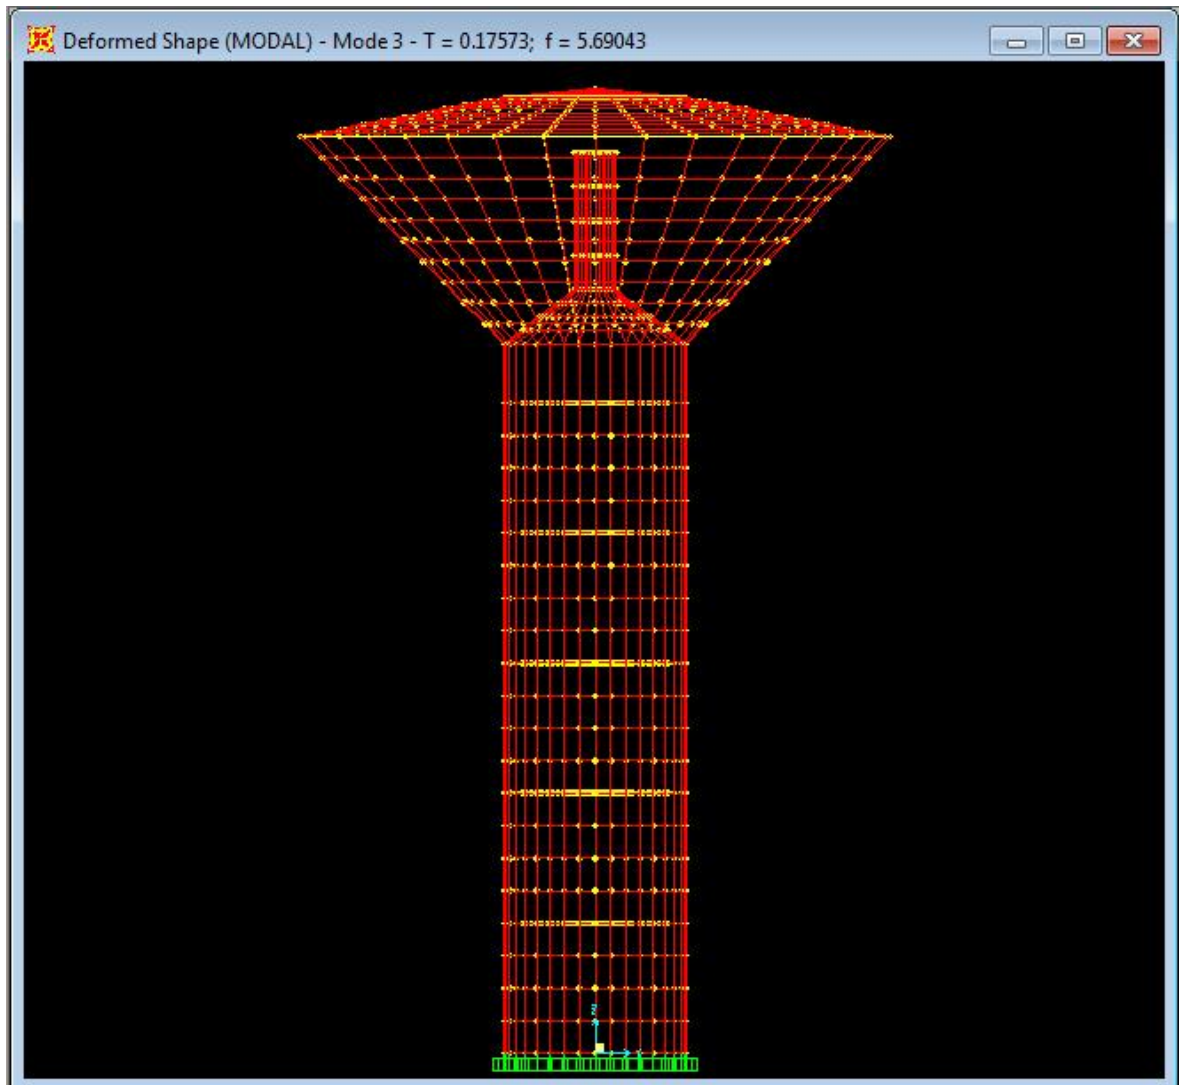 Deformed Shape (MODAL) - Mode 3 - T = 0.17573; f = 5.69043
Z